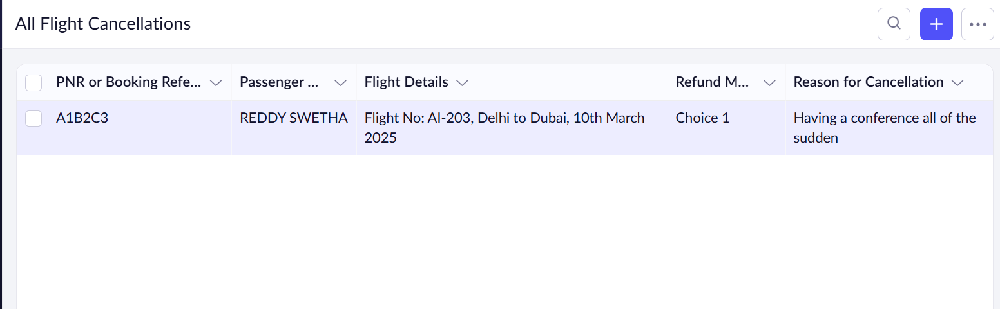 All Flight Cancellations
PNR or Booking Refe... Passenger ... Flight Details Refund M... Reason for Cancellation
A1B2C3 REDDY SWETHA Flight No: AI-203, Delhi to Dubai, 10th March Choice 1 Having a conference all of the
2025 sudden